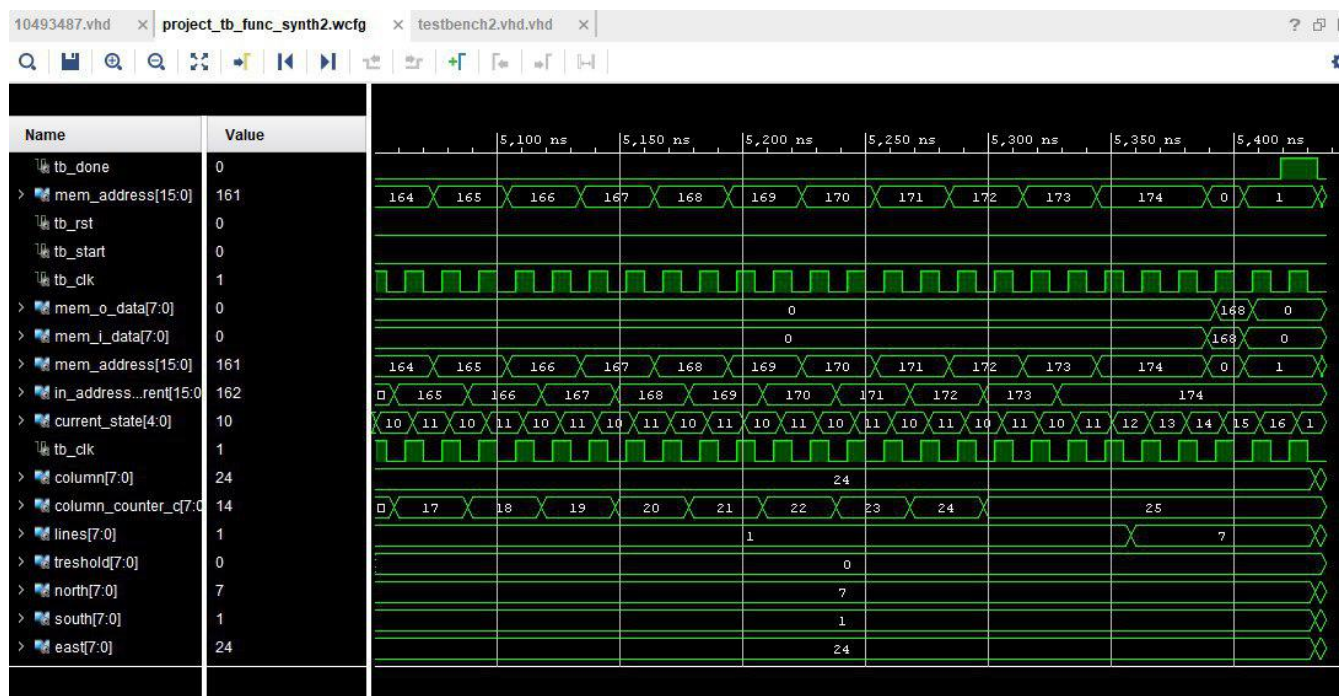 10493487.vhd × project_tb_func_synth2.wcfg × testbench2.vhd.vhd × ?
Name Value
5,100 ns 5,150 ns 5,200 ns 5,250 ns 5,300 ns 5,350 ns 5,400 ns
tb_done 0
mem_address[15:0] 161 164 165 166 167 168 169 170 171 172 173 174 0 1
tb_rst 0
tb_start 0
tb_clk 1
mem_o_data[7:0] 0 0 168 0
mem_i_data[7:0] 0 0 168 0
mem_address[15:0] 161 164 165 166 167 168 169 170 171 172 173 174 0 1
in_address...rent[15:0 162 165 166 167 168 169 170 171 172 173 174
current_state[4:0] 10 10 11 10 11 10 11 10 11 10 11 10 11 10 11 10 11 10 11 10 11 12 13 14 15 16 1
tb_clk 1
column[7:0] 24 24
column_counter_c[7:0 14 17 18 19 20 21 22 23 24 25
lines[7:0] 1 1 7
treshold[7:0] 0 0
north[7:0] 7 7
south[7:0] 1 1
east[7:0] 24 24